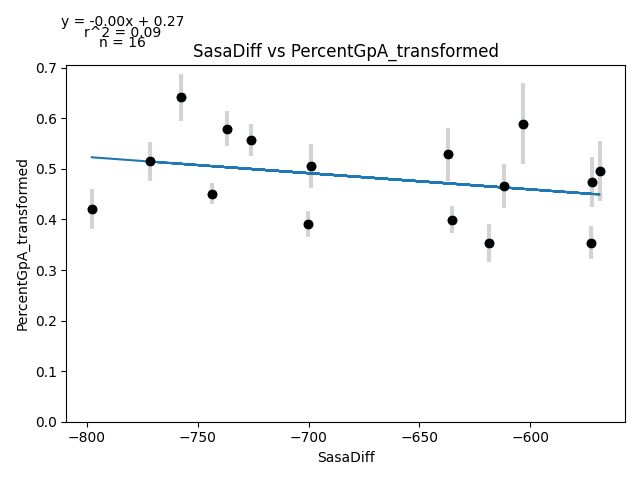 y = -0.00x + 0.27
r^2 = 0.09
n = 16
SasaDiff vs PercentGpA_transformed
0.7
0.6
0.5
0.4
0.3
0.2
0.1
0.0
PercentGpA_transformed
−800
−750
−700
−650
−600
SasaDiff